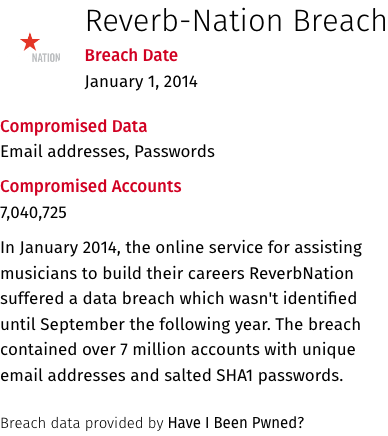 Reverb-Nation Breach
NATION
Breach Date
January 1, 2014
Compromised Data
Email addresses, Passwords
Compromised Accounts
7,040,725
In January 2014, the online service for assisting
musicians to build their careers ReverbNation
suffered a data breach which wasn't identified
until September the following year. The breach
contained over 7 million accounts with unique
email addresses and salted SHA1 passwords.
Breach data provided by Have I Been Pwned?